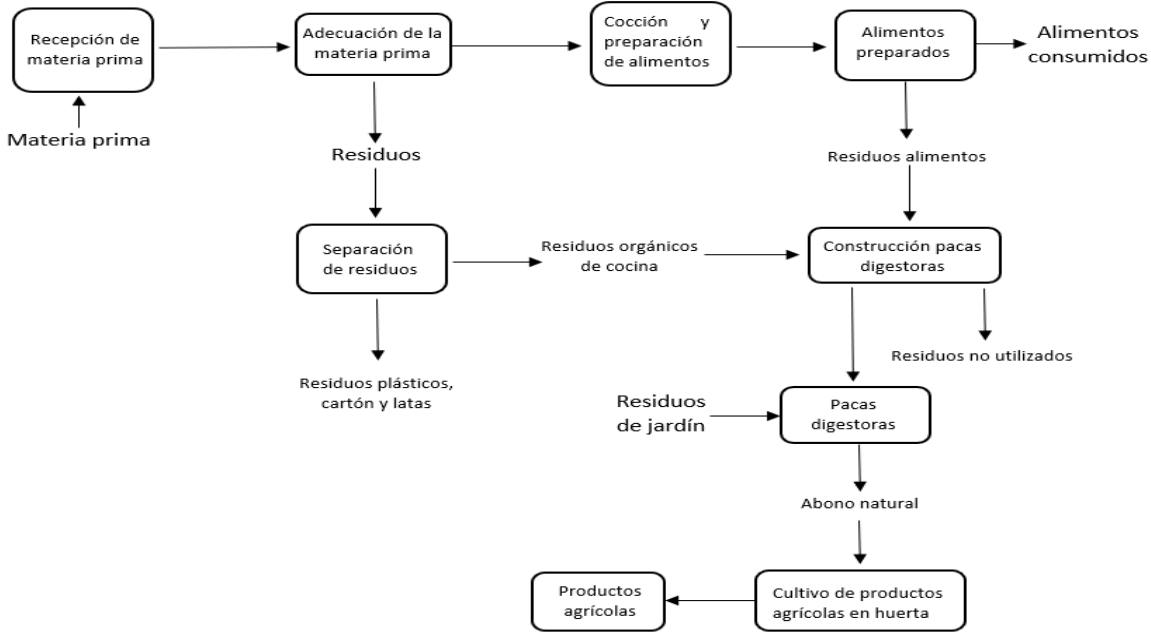 Recepción de
materia prima
Adecuación de la
materia prima
Cocción y
preparación
de alimentos
Alimentos
preparados
Alimentos
consumidos
Materia prima
Residuos
Residuos alimentos
Separación
de residuos
Residuos orgánicos
de cocina
Construcción pacas
digestoras
Residuos plásticos,
cartón y latas
Residuos no utilizados
Residuos
de jardín
Pacas
digestoras
Abono natural
Productos
agrícolas
Cultivo de productos
agrícolas en huerta